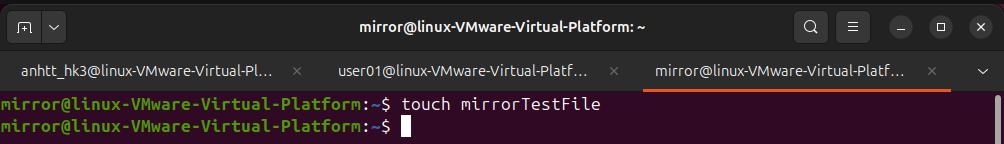 mirror@linux-VMware-Virtual-Platform: ~
anhtt_hk3@linux-VMware-Virtual-Pl...
user01@linux-VMware-Virtual-Platf...
mirror@linux-VMware-Virtual-Platf...
mirror@linux-VMware-Virtual-Platform:~$ touch mirrorTestFile
mirror@linux-VMware-Virtual-Platform:~$